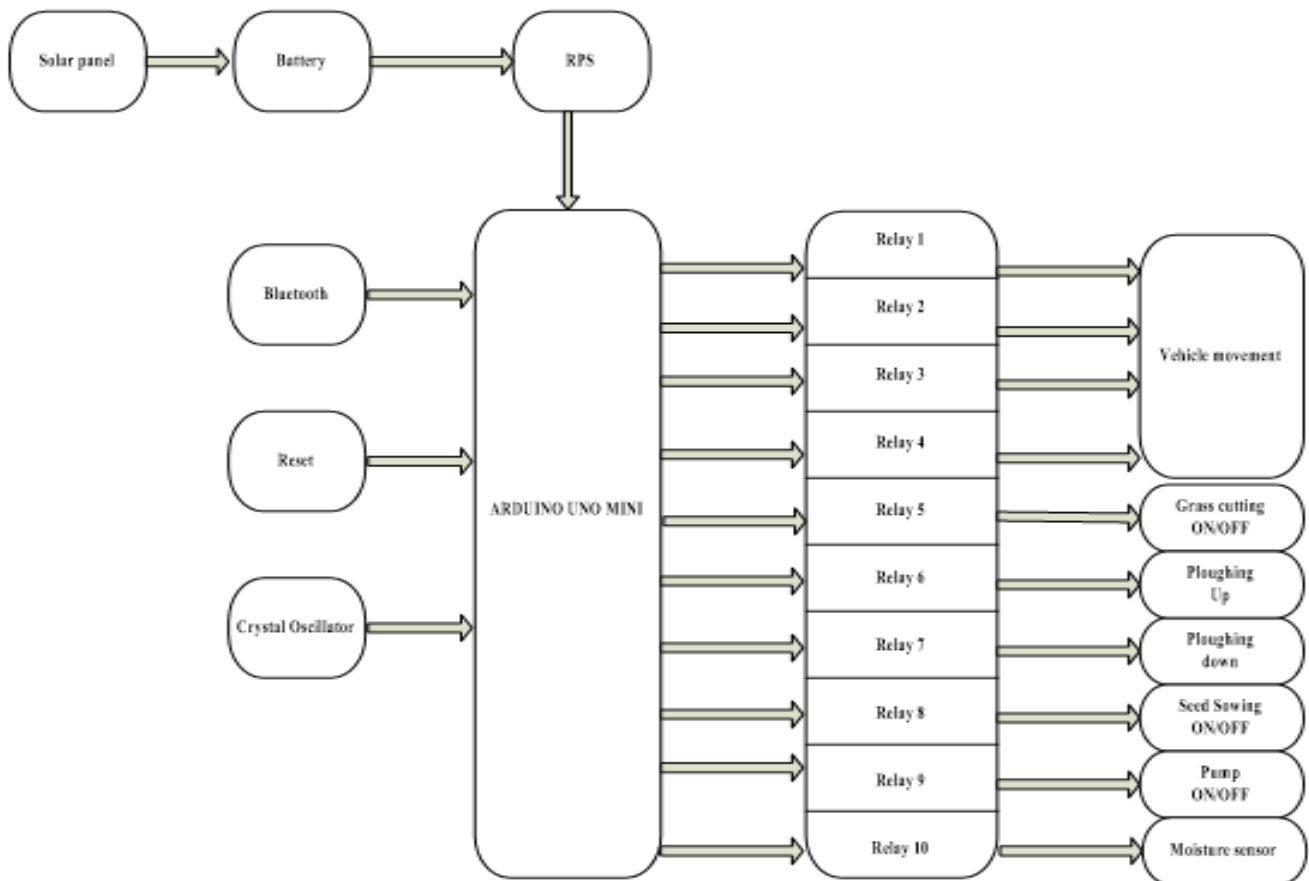 Solar panel
Battery
RPS
Bluetooth
Reset
Crystal Oscillator
ARDUINO UNO MINI
Relay 1
Relay 2
Relay 3
Relay 4
Relay 5
Relay 6
Relay 7
Relay 8
Relay 9
Relay 10
Vehicle movement
Grass cutting
ON/OFF
Ploughing
Up
Ploughing
down
Seed Sowing
ON/OFF
Pump
ON/OFF
Moisture sensor